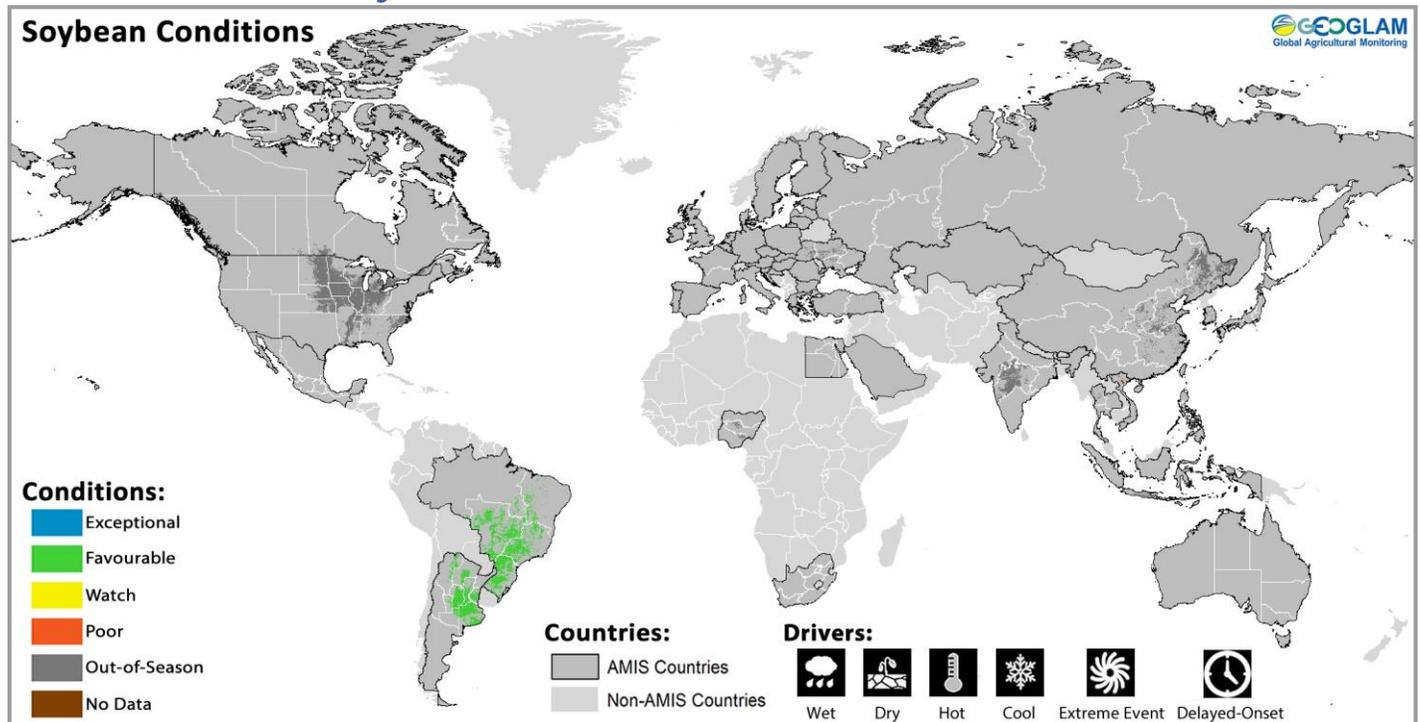 Soybean Conditions
GEOGLAM
Global Agricultural Monitoring
Conditions:
Exceptional
Favourable
Watch
Poor
Out-of-Season
No Data
Countries:
AMIS Countries
Non-AMIS Countries
Drivers:
Wet
Dry
Hot
Cool
Extreme Event
Delayed-Onset